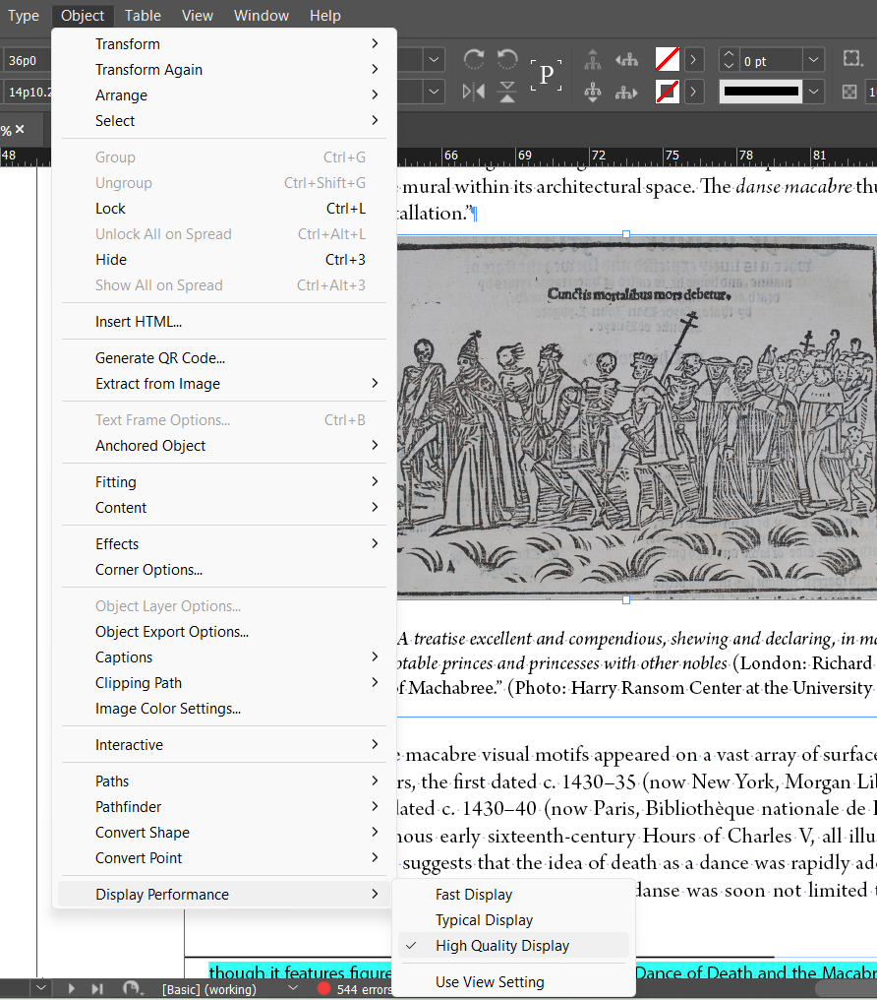 Type Object Table View Window Help
36p0
0 pt
14p10.2
% ×
48 66 69 72 75 78 81
Transform
Transform Again
Arrange
Select
Group Ctrl+G
Ungroup Ctrl+Shift+G
Lock Ctrl+L
Unlock All on Spread Ctrl+Alt+L
Hide Ctrl+3
Show All on Spread Ctrl+Alt+3
Insert HTML...
Generate QR Code...
Extract from Image
Text Frame Options... Ctrl+B
Anchored Object
Fitting
Content
Effects
Corner Options...
Object Layer Options...
Object Export Options...
Captions
Clipping Path
Image Color Settings...
Interactive
Paths
Pathfinder
Convert Shape
Convert Point
Display Performance
Fast Display
Typical Display
High Quality Display
Use View Setting
mural within its architectural space. The danse macabre thu
tallation.”¶
Cunctis mortalibus mors debetur.
A treatise excellent and compendious, shewing and declaring, in ma
otable princes and princesses with other nobles (London: Richard
of Machabree.” (Photo: Harry Ransom Center at the University
e macabre visual motifs appeared on a vast array of surface
rs, the first dated c. 1430–35 (now New York, Morgan Lib
lated c. 1430–40 (now Paris, Bibliothèque nationale de
nous early sixteenth-century Hours of Charles V, all illu
suggests that the idea of death as a dance was rapidly ad
danse was soon not limited t
though it features figure
Dance of Death and the Macabr
[Basic] (working) 544 errors